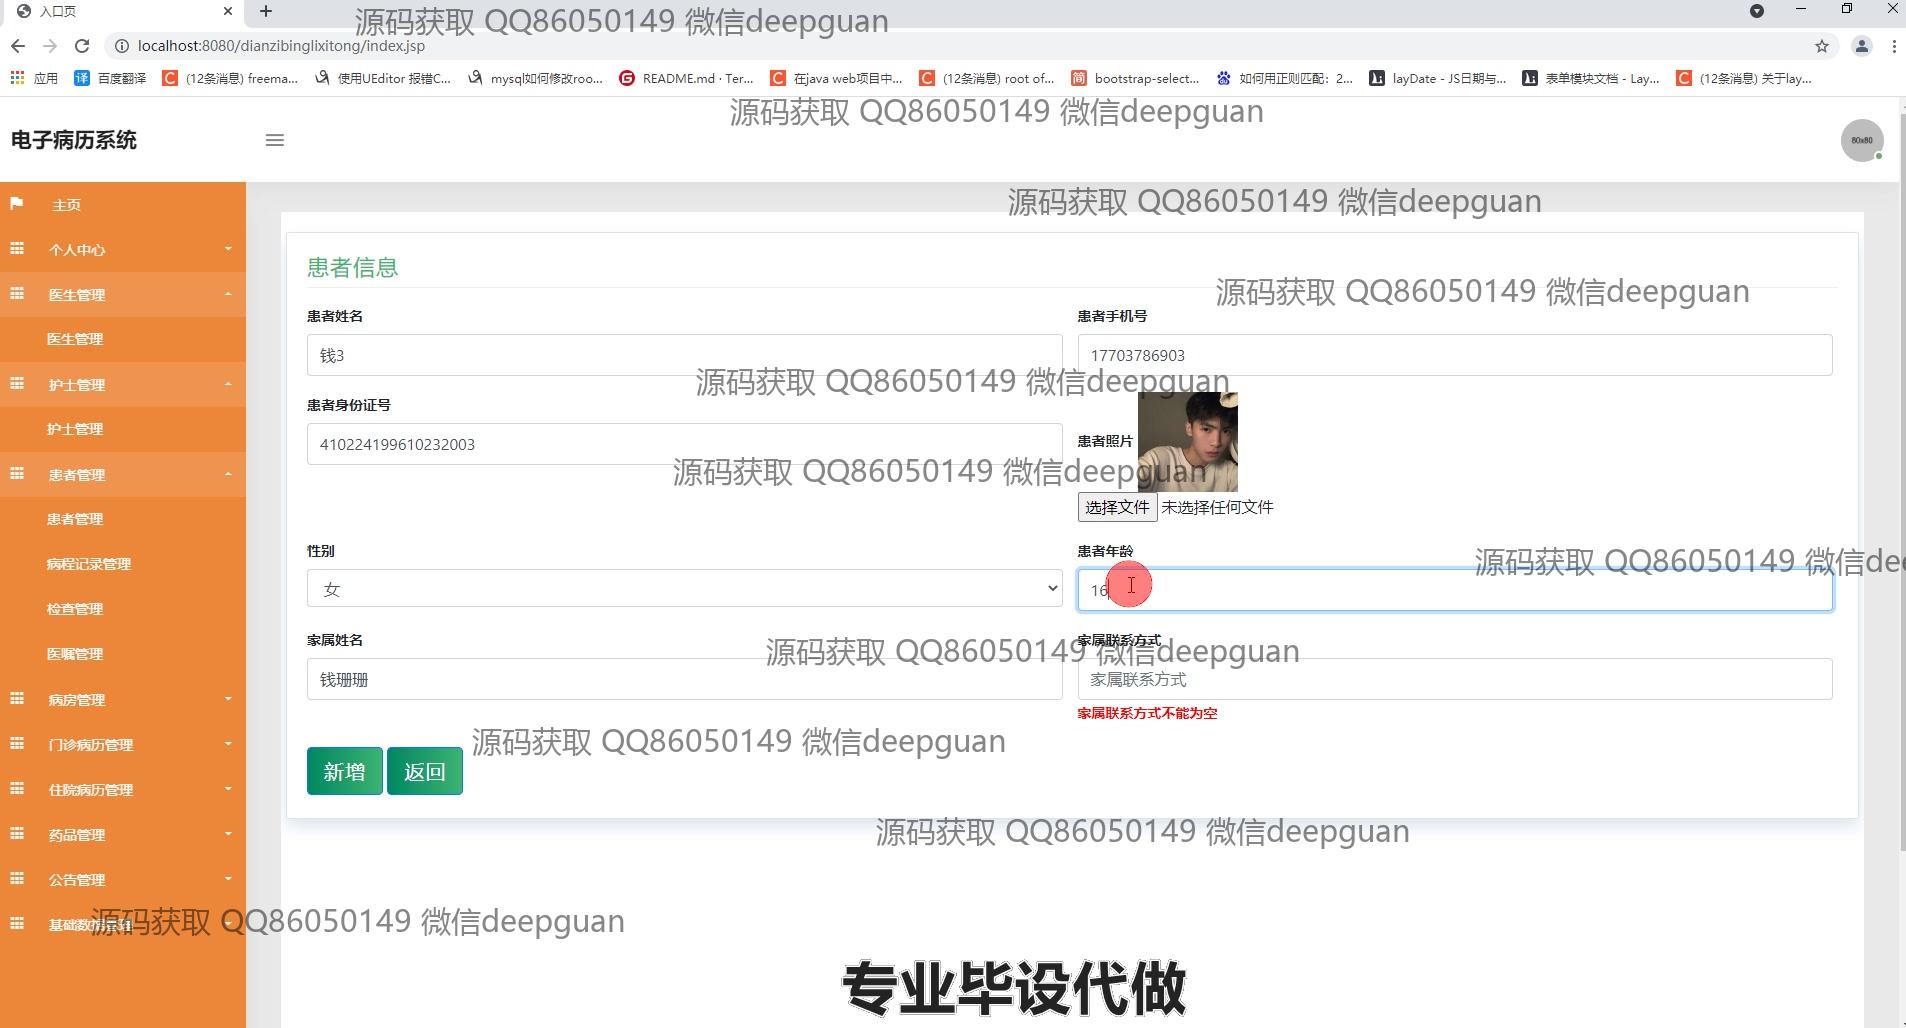 入口页
源码获取 QQ86050149 微信deepguan
localhost:8080/dianzibinglixitong/index.jsp
应用
译 百度翻译
(12条消息) freema...
使用UEditor 报错C...
mysql如何修改roo...
README.md · Ter...
在java web项目中...
(12条消息) root of...
简 bootstrap-select...
如何用正则匹配：2...
layDate - JS日期与...
表单模块文档 - Lay...
(12条消息) 关于lay...
源码获取 QQ86050149 微信deepguan
电子病历系统
80x80
主页
源码获取 QQ86050149 微信deepguan
个人中心
医生管理
医生管理
护士管理
护士管理
患者管理
患者管理
病程记录管理
检查管理
医嘱管理
病房管理
门诊病历管理
住院病历管理
药品管理
公告管理
患者信息
源码获取 QQ86050149 微信deepguan
患者姓名
患者手机号
钱3
17703786903
源码获取 QQ86050149 微信deepguan
患者身份证号
410224199610232003
患者照片
源码获取 QQ86050149 微信deepguan
选择文件 未选择任何文件
性别
患者年龄
源码获取 QQ86050149 微信dee
女
16
家属姓名
家属联系方式
源码获取 QQ86050149 微信deepguan
钱珊珊
家属联系方式
家属联系方式不能为空
源码获取 QQ86050149 微信deepguan
新增
返回
源码获取 QQ86050149 微信deepguan
源码获取 QQ86050149 微信deepguan
专业毕设代做